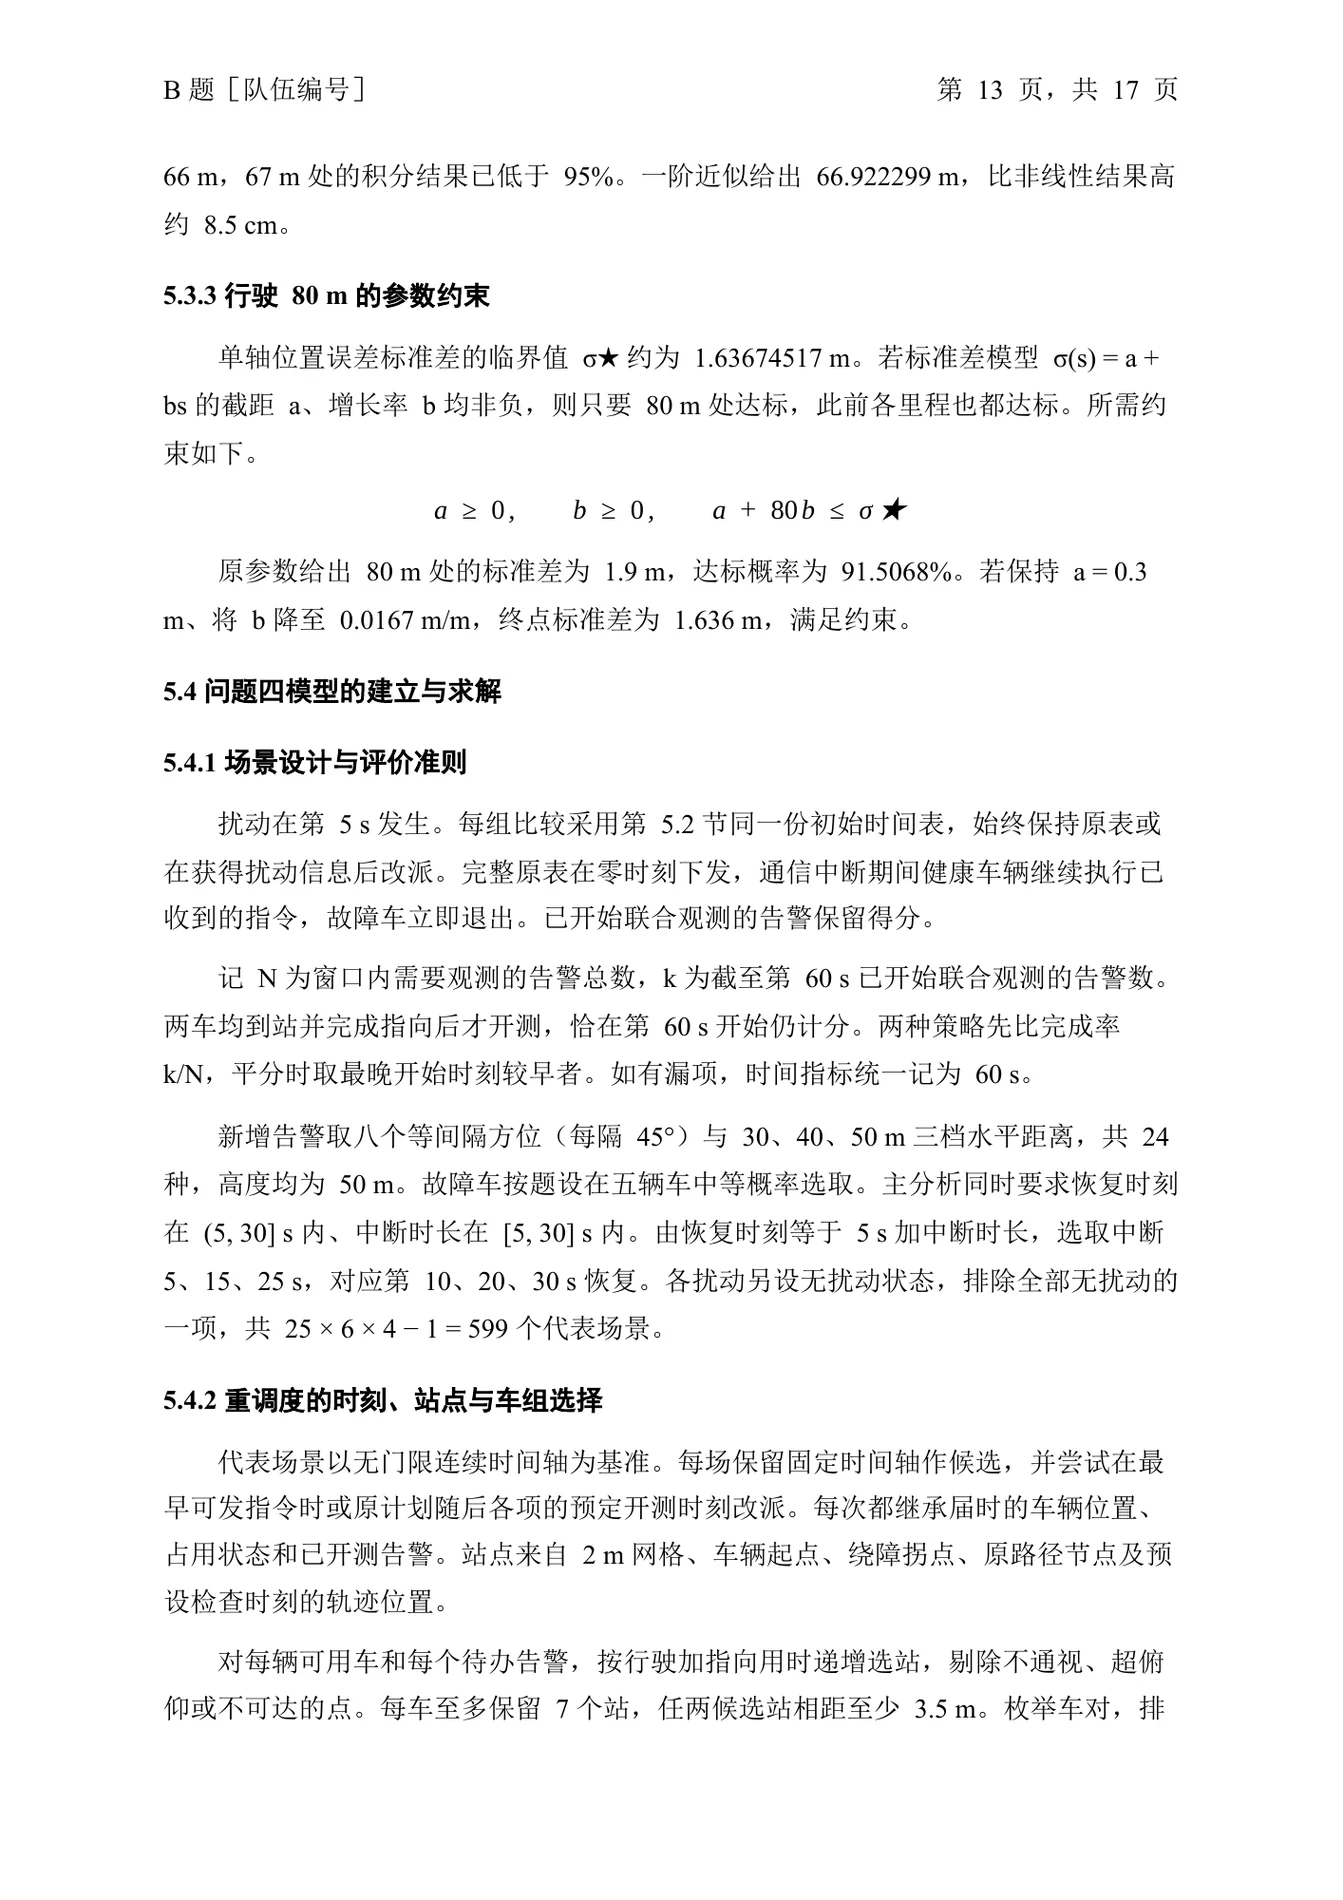 B 题［队伍编号］ 第 13 页，共 17 页
66 m，67 m 处的积分结果已低于 95%。一阶近似给出 66.922299 m，比非线性结果高
约 8.5 cm。
5.3.3 行驶 80 m 的参数约束
单轴位置误差标准差的临界值 σ★ 约为 1.63674517 m。若标准差模型 σ(s) = a +
bs 的截距 a、增长率 b 均非负，则只要 80 m 处达标，此前各里程也都达标。所需约
束如下。
a ≥ 0, b ≥ 0, a + 80b ≤ σ★
原参数给出 80 m 处的标准差为 1.9 m，达标概率为 91.5068%。若保持 a = 0.3
m、将 b 降至 0.0167 m/m，终点标准差为 1.636 m，满足约束。
5.4 问题四模型的建立与求解
5.4.1 场景设计与评价准则
扰动在第 5 s 发生。每组比较采用第 5.2 节同一份初始时间表，始终保持原表或
在获得扰动信息后改派。完整原表在零时刻下发，通信中断期间健康车辆继续执行已
收到的指令，故障车立即退出。已开始联合观测的告警保留得分。
记 N 为窗口内需要观测的告警总数，k 为截至第 60 s 已开始联合观测的告警数。
两车均到站并完成指向后才开测，恰在第 60 s 开始仍计分。两种策略先比完成率
k/N，平分时取最晚开始时刻较早者。如有漏项，时间指标统一记为 60 s。
新增告警取八个等间隔方位（每隔 45°）与 30、40、50 m 三档水平距离，共 24
种，高度均为 50 m。故障车按题设在五辆车中等概率选取。主分析同时要求恢复时刻
在 (5, 30] s 内、中断时长在 [5, 30] s 内。由恢复时刻等于 5 s 加中断时长，选取中断
5、15、25 s，对应第 10、20、30 s 恢复。各扰动另设无扰动状态，排除全部无扰动的
一项，共 25 × 6 × 4 − 1 = 599 个代表场景。
5.4.2 重调度的时刻、站点与车组选择
代表场景以无门限连续时间轴为基准。每场保留固定时间轴作候选，并尝试在最
早可发指令时或原计划随后各项的预定开测时刻改派。每次都继承届时的车辆位置、
占用状态和已开测告警。站点来自 2 m 网格、车辆起点、绕障拐点、原路径节点及预
设检查时刻的轨迹位置。
对每辆可用车和每个待办告警，按行驶加指向用时递增选站，剔除不通视、超俯
仰或不可达的点。每车至多保留 7 个站，任两候选站相距至少 3.5 m。枚举车对，排